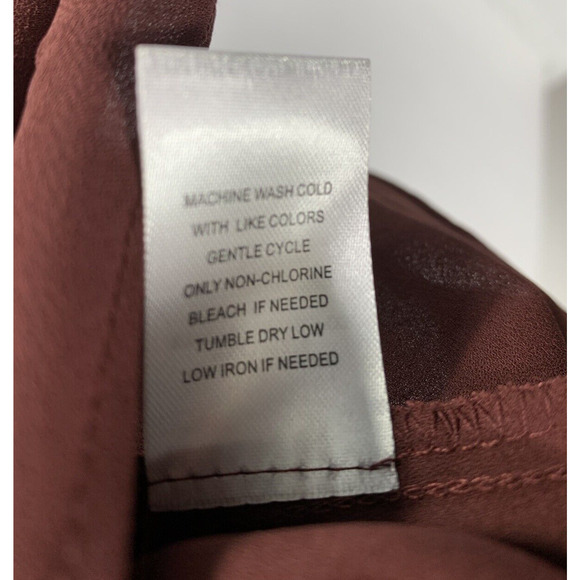 MACHINE WASH COLD
WITH LIKE COLORS
GENTLE CYCLE
ONLY NON-CHLORINE
BLEACH IF NEEDED
TUMBLE DRY LOW
LOW IRON IF NEEDED